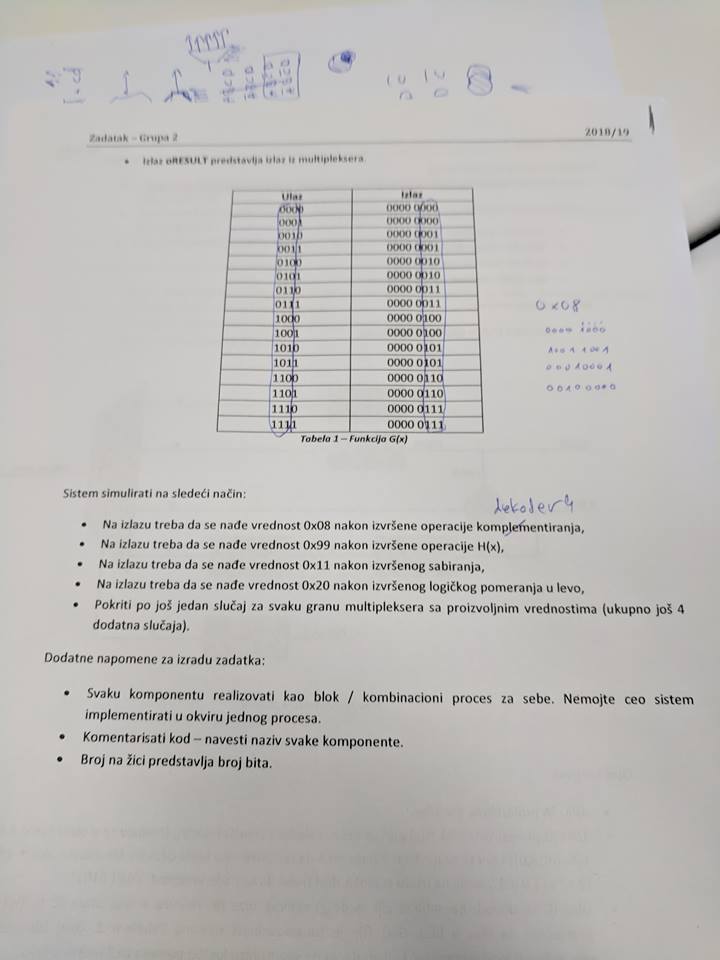 A
B
C
D
A
B
C
D
A
B
C
D
A
B
C
D
Zadatak – Grupa 2 2018/19
• Izlaz oRESULT predstavlja izlaz iz multipleksera.
Ulaz Izlaz
0000 0000 0000
0001 0000 0000
0010 0000 0001
0011 0000 0001
0100 0000 0010
0101 0000 0010
0110 0000 0011
0111 0000 0011
1000 0000 0100
1001 0000 0100
1010 0000 0101
1011 0000 0101
1100 0000 0110
1101 0000 0110
1110 0000 0111
1111 0000 0111
Tabela 1 – Funkcija G(x)
0x08
0000 1000
1001 1001
00010001
00100000
Sistem simulirati na sledeći način:
dekoder
• Na izlazu treba da se nađe vrednost 0x08 nakon izvršene operacije komplementiranja,
• Na izlazu treba da se nađe vrednost 0x99 nakon izvršene operacije H(x),
• Na izlazu treba da se nađe vrednost 0x11 nakon izvršenog sabiranja,
• Na izlazu treba da se nađe vrednost 0x20 nakon izvršenog logičkog pomeranja u levo,
• Pokriti po još jedan slučaj za svaku granu multipleksera sa proizvoljnim vrednostima (ukupno još 4
dodatna slučaja).
Dodatne napomene za izradu zadatka:
• Svaku komponentu realizovati kao blok / kombinacioni proces za sebe. Nemojte ceo sistem
implementirati u okviru jednog procesa.
• Komentarisati kod – navesti naziv svake komponente.
• Broj na žici predstavlja broj bita.